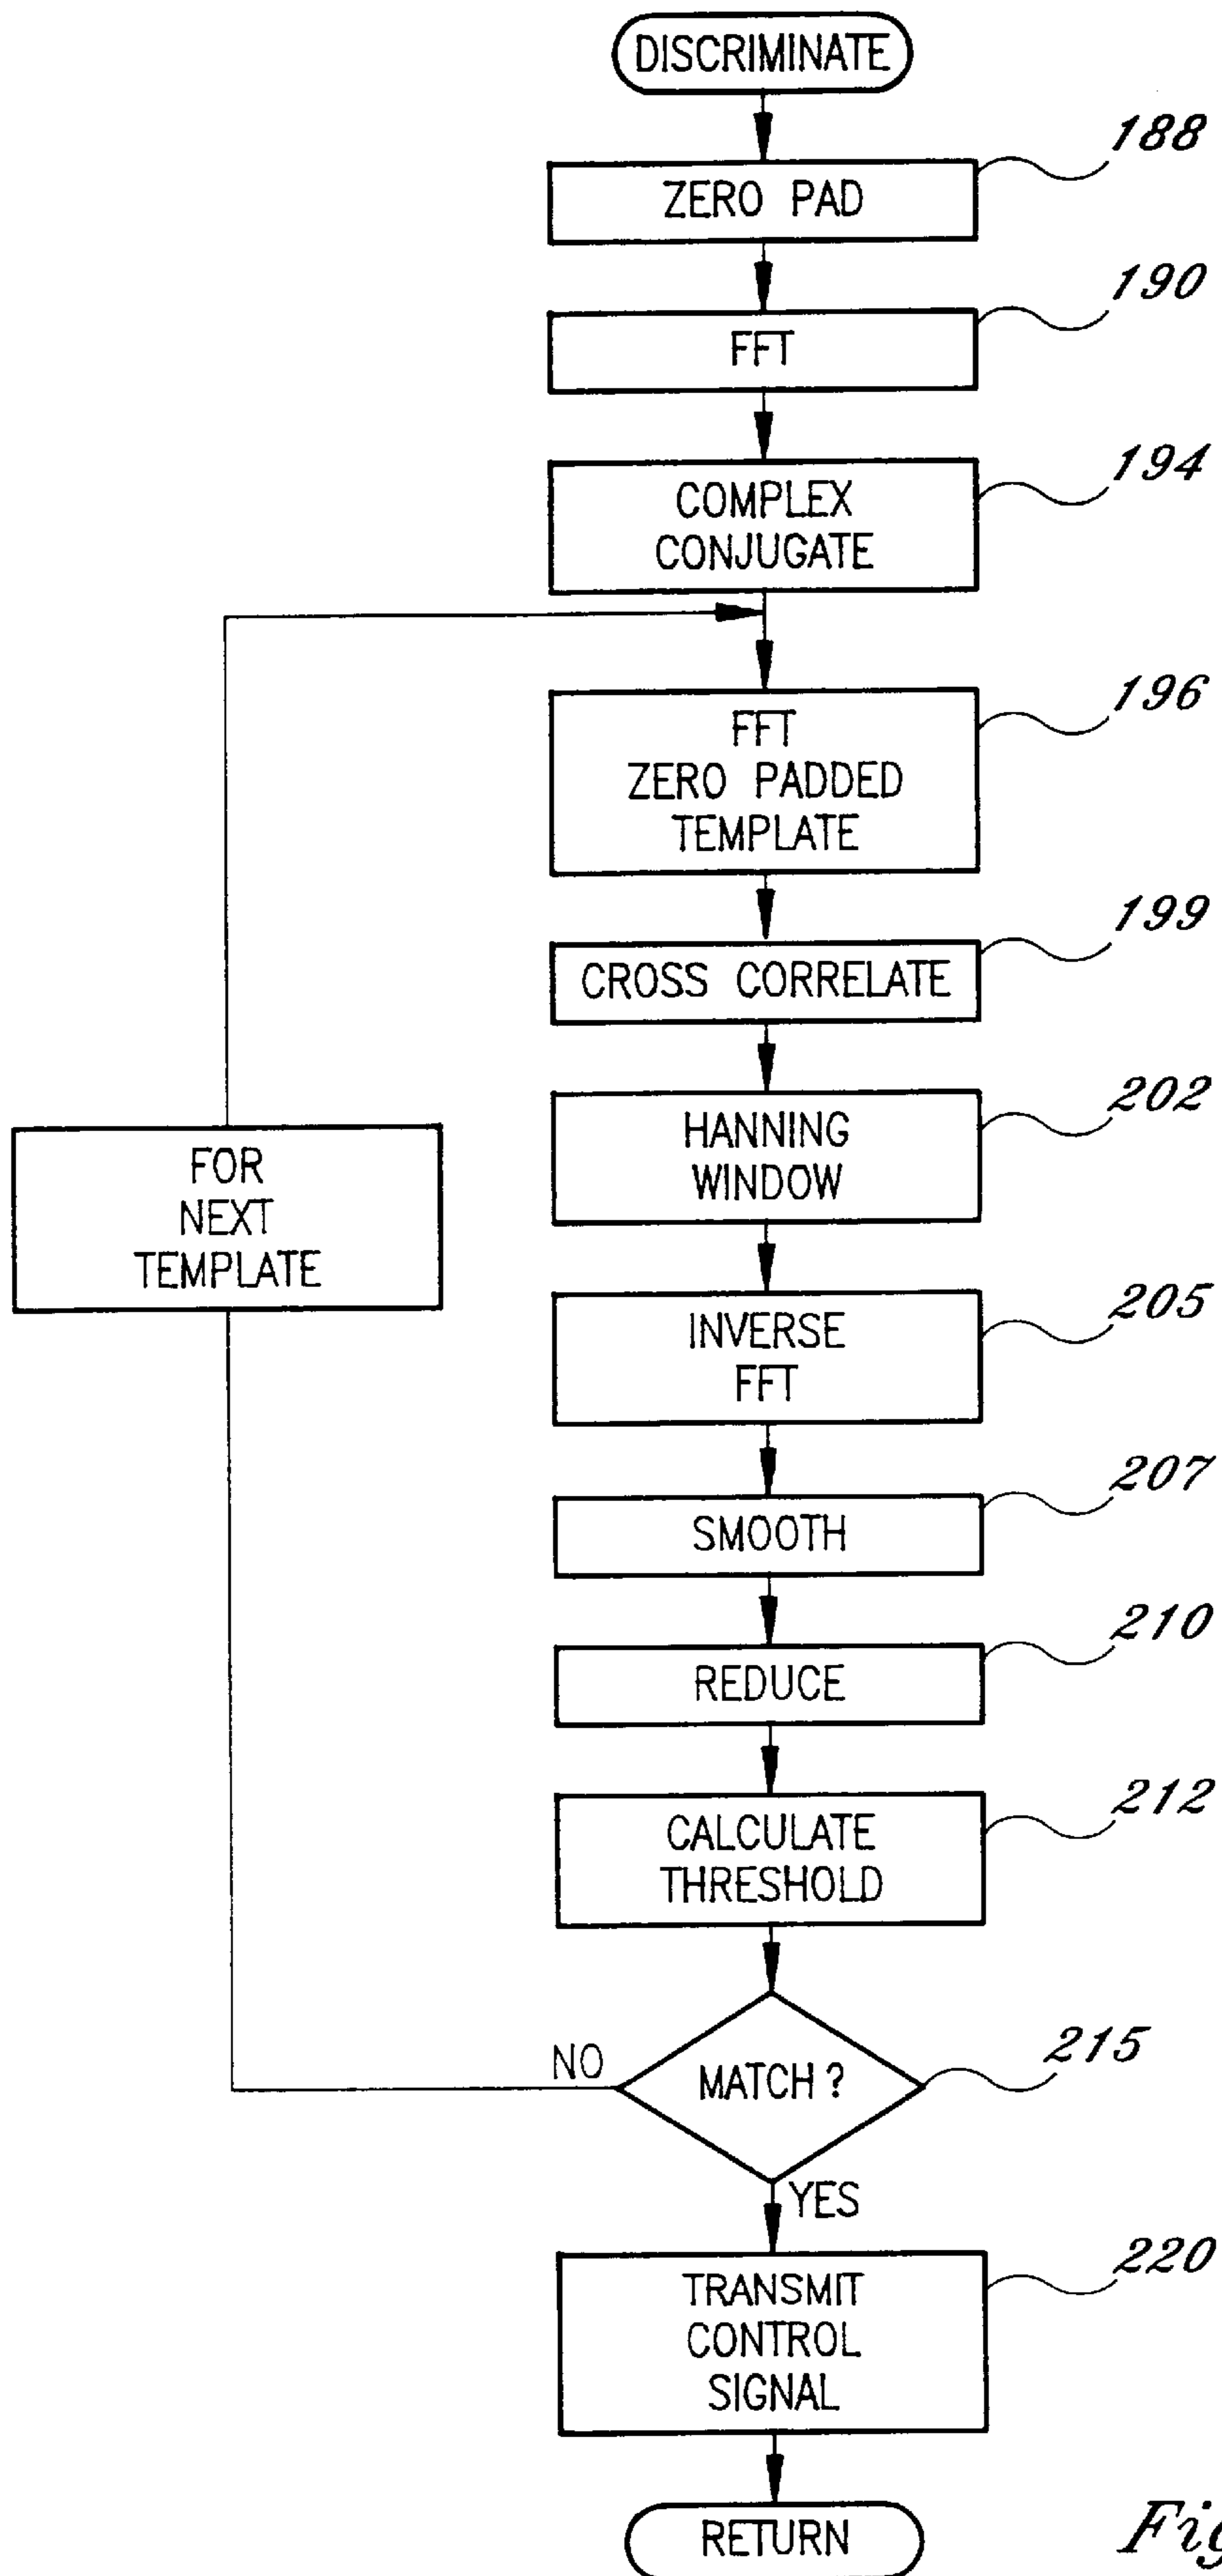 DISCRIMINATE
188
ZERO PAD
190
FFT
194
COMPLEX
CONJUGATE
196
FFT
ZERO PADDED
TEMPLATE
199
CROSS CORRELATE
202
HANNING
WINDOW
FOR
NEXT
TEMPLATE
205
INVERSE
FFT
207
SMOOTH
210
REDUCE
212
CALCULATE
THRESHOLD
215
NO
MATCH?
YES
220
TRANSMIT
CONTROL
SIGNAL
RETURN